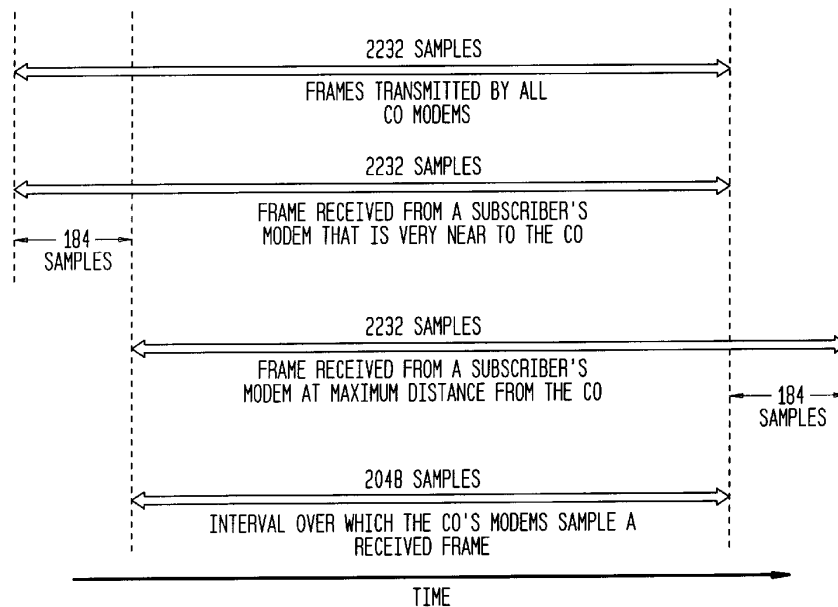 2232 SAMPLES
FRAMES TRANSMITTED BY ALL
CO MODEMS
2232 SAMPLES
FRAME RECEIVED FROM A SUBSCRIBER'S
MODEM THAT IS VERY NEAR TO THE CO
184
SAMPLES
2232 SAMPLES
FRAME RECEIVED FROM A SUBSCRIBER'S
MODEM AT MAXIMUM DISTANCE FROM THE CO
184
SAMPLES
2048 SAMPLES
INTERVAL OVER WHICH THE CO'S MODEMS SAMPLE A
RECEIVED FRAME
TIME